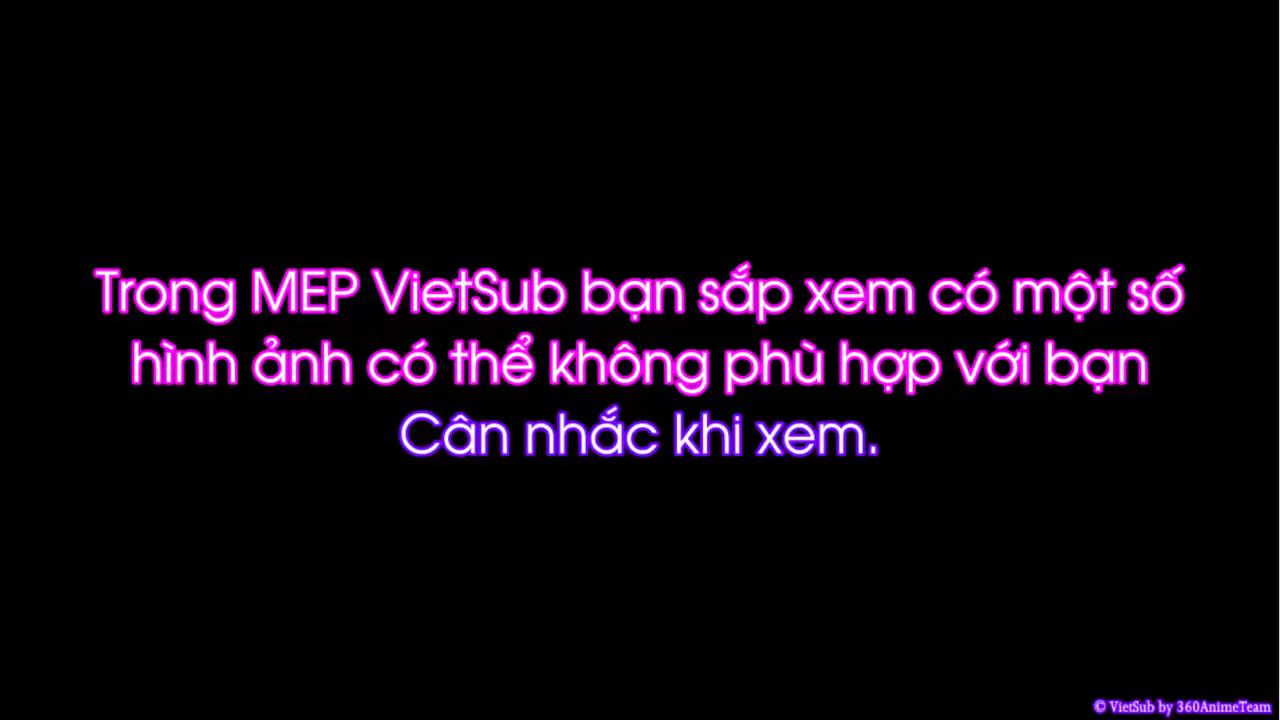 Trong MEP VietSub bạn sắp xem có một số
hình ảnh có thể không phù hợp với bạn
Cân nhắc khi xem.
© VietSub by 360AnimeTeam